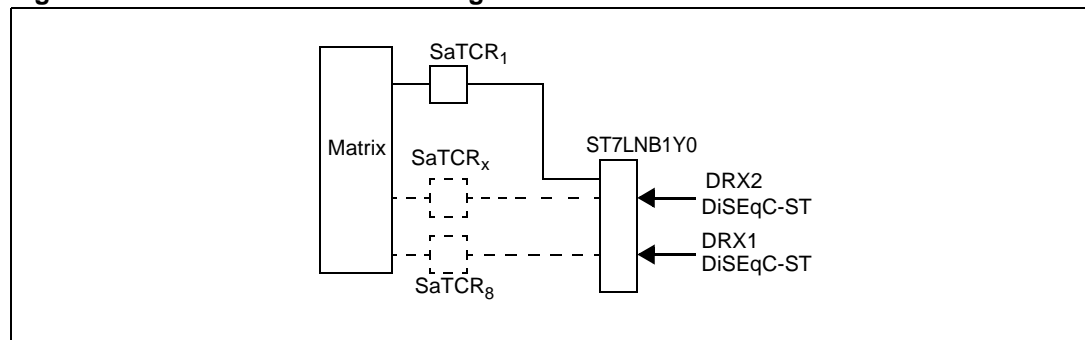 SaTCR1
Matrix
ST7LNB1Y0
SaTCRx
DRX2
DiSEqC-ST
DRX1
DiSEqC-ST
SaTCR8